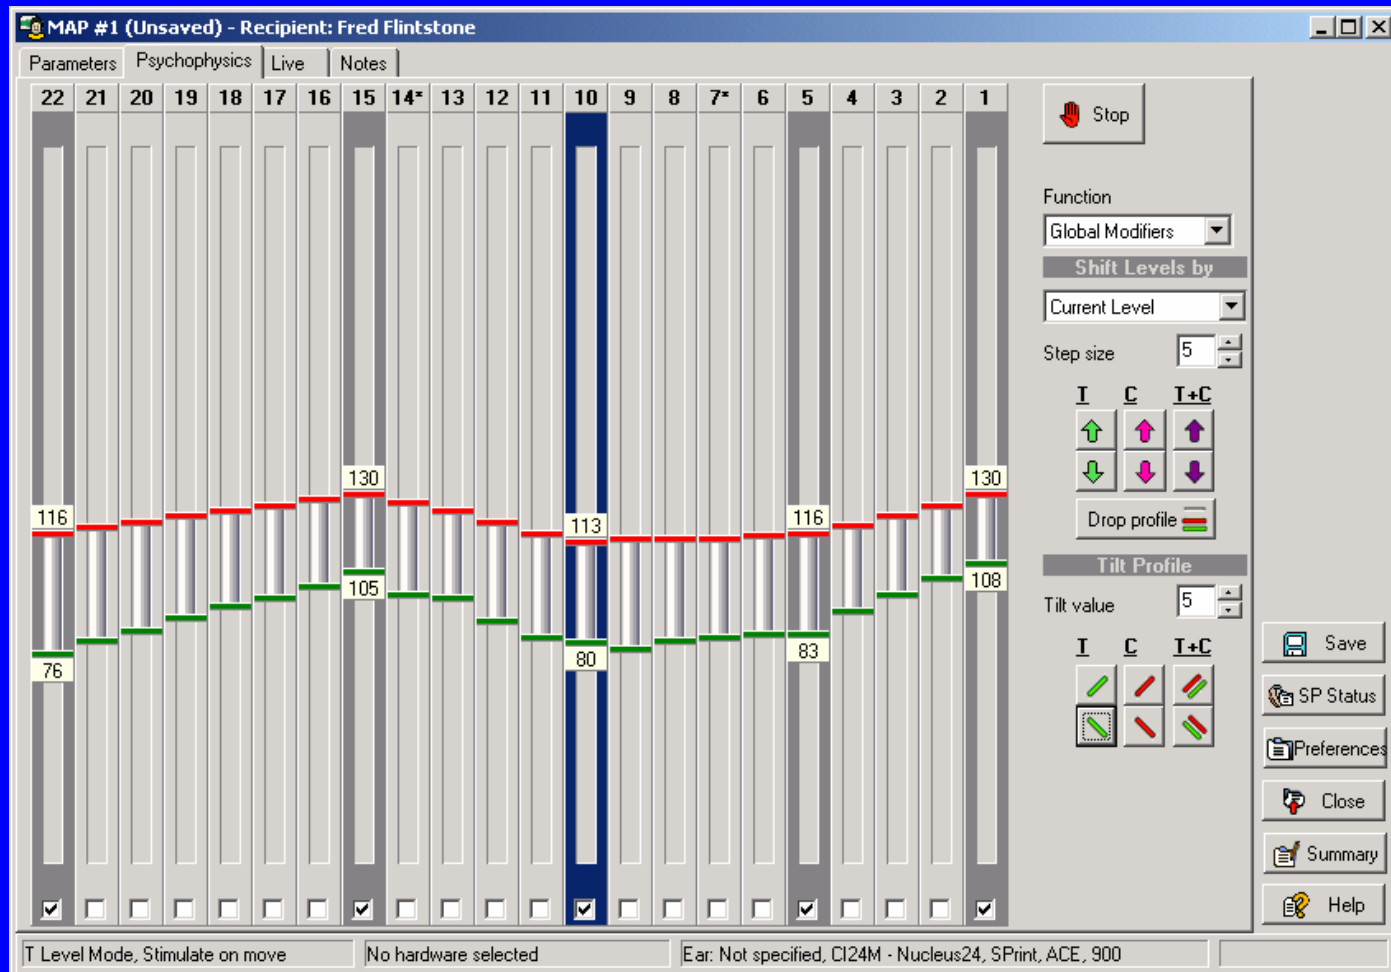 MAP #1 (Unsaved) - Recipient: Fred Flintstone
Parameters Psychophysics Live Notes
22 21 20 19 18 17 16 15 14* 13 12 11 10 9 8 7* 6 5 4 3 2 1
Stop
Function
Global Modifiers
Shift Levels by
Current Level
Step size 5
T C T+C
Drop profile
130 130
116 113 116
105 108
76 80 83
Tilt Profile
Tilt value 5
T C T+C
Save
SP Status
Preferences
Close
Summary
Help
T Level Mode, Stimulate on move No hardware selected Ear: Not specified, CI24M - Nucleus24, SPrint, ACE, 900